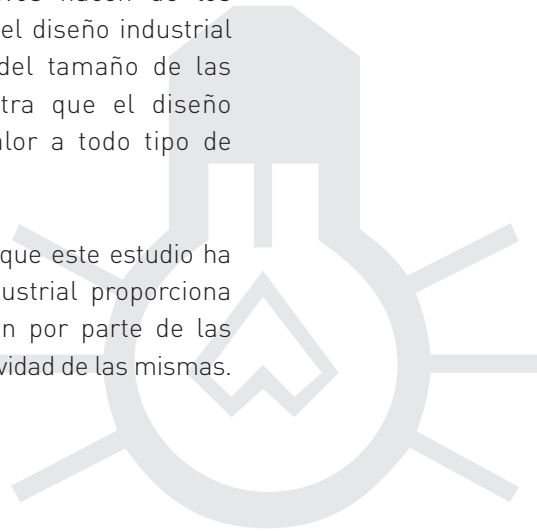 el diseño industrial
del tamaño de las
tra que el diseño
alor a todo tipo de
que este estudio ha
ustrial proporciona
n por parte de las
vidad de las mismas.